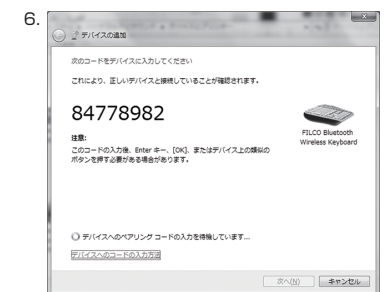 6.
デバイスの追加
次のコードをデバイスに入力してください
これにより、正しいデバイスと接続していることが確認されます。
84778982
注意:
このコードの入力後、Enter キー、[OK]、またはデバイス上の類似の
ボタンを押す必要がある場合があります。
FILCO Bluetooth
Wireless Keyboard
デバイスへのペアリング コードの入力を待機しています...
デバイスへのコードの入力方法
次へ(N)
キャンセル